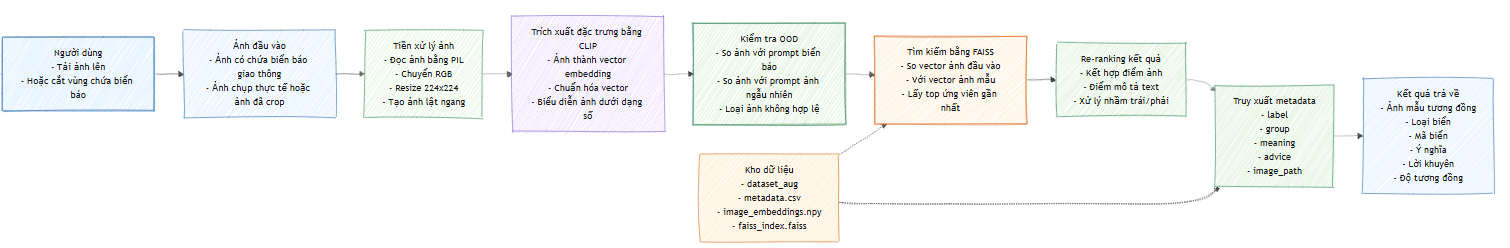 Người dùng
- Tải ảnh lên
- Hoặc cắt vùng chứa biển
báo
Ảnh đầu vào
- Ảnh có chứa biển báo
giao thông
- Ảnh chụp thực tế hoặc
ảnh đã crop
Tiền xử lý ảnh
- Đọc ảnh bằng PIL
- Chuyển RGB
- Resize 224x224
- Tạo ảnh lật ngang
Trích xuất đặc trưng bằng
CLIP
- Ảnh thành vector
embedding
- Chuẩn hóa vector
- Biểu diễn ảnh dưới dạng
số
Kiểm tra OOD
- So ảnh với prompt biển
báo
- So ảnh với prompt ảnh
ngẫu nhiên
- Loại ảnh không hợp lệ
Tìm kiếm bằng FAISS
- So vector ảnh đầu vào
- Với vector ảnh mẫu
- Lấy top ứng viên gần
nhất
Re-ranking kết quả
- Kết hợp điểm ảnh
- Điểm mô tả text
- Xử lý nhầm trái/phải
Kho dữ liệu
- dataset_aug
- metadata.csv
- image_embeddings.npy
- faiss_index.faiss
Truy xuất metadata
- label
- group
- meaning
- advice
- image_path
Kết quả trả về
- Ảnh mẫu tương đồng
- Loại biển
- Mã biển
- Ý nghĩa
- Lời khuyên
- Độ tương đồng